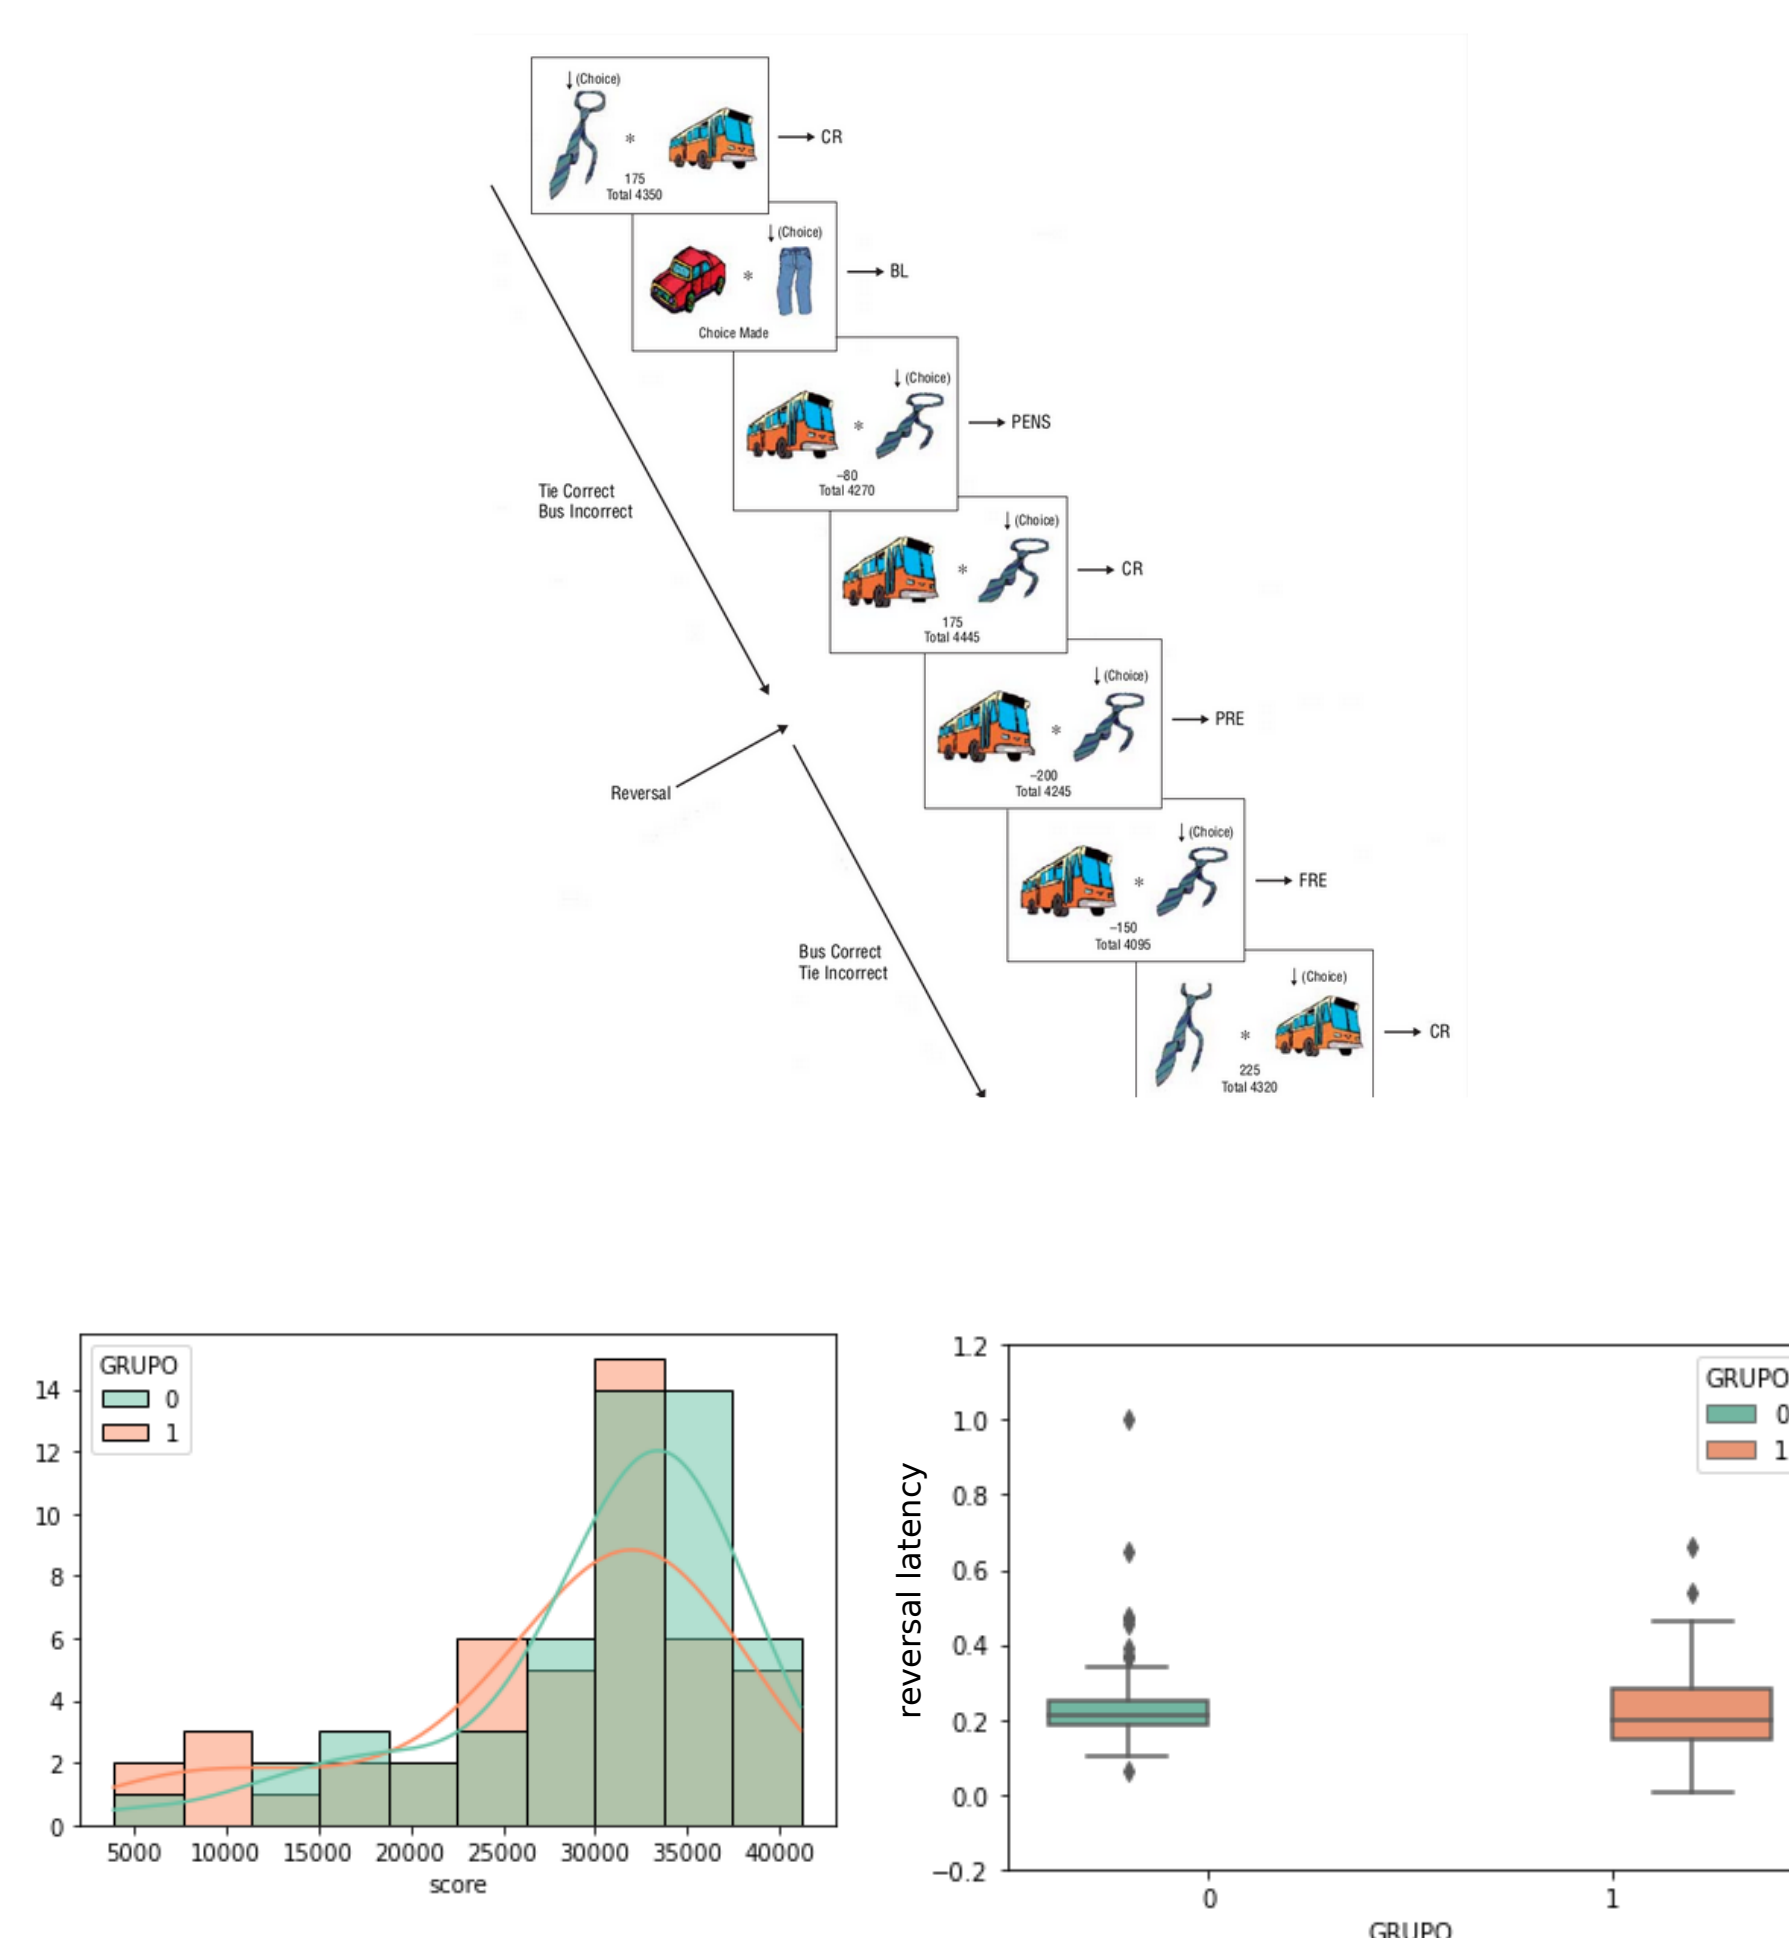 (Choice)
*
175
Total 4350
CR
(Choice)
*
Choice Made
BL
(Choice)
*
–80
Total 4270
PENS
Tie Correct
Bus Incorrect
(Choice)
*
175
Total 4445
CR
(Choice)
*
–200
Total 4245
PRE
Reversal
(Choice)
*
–150
Total 4095
FRE
Bus Correct
Tie Incorrect
(Choice)
*
225
Total 4320
CR
GRUPO
0
1
14
12
10
8
6
4
2
0
5000 10000 15000 20000 25000 30000 35000 40000
score
GRUPO
0
1
1.2
1.0
0.8
0.6
0.4
0.2
0.0
−0.2
reversal latency
0 1
GRUPO